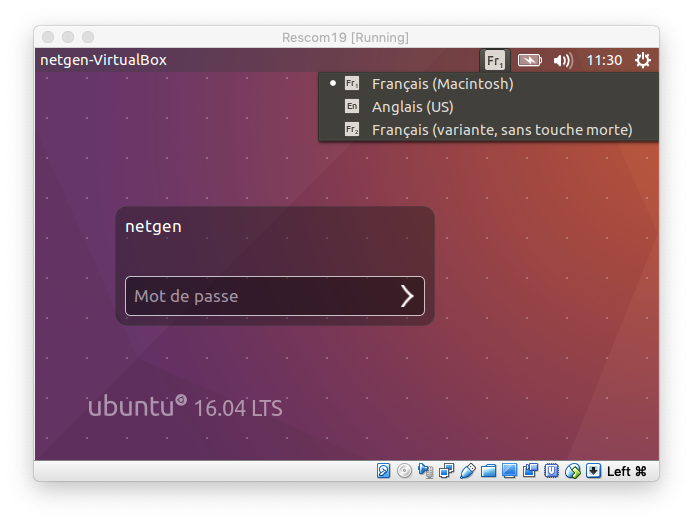 Rescom19 [Running]
netgen-VirtualBox
Fr1
11:30
Fr1 Français (Macintosh)
En Anglais (US)
Fr2 Français (variante, sans touche morte)
netgen
Mot de passe
ubuntu 16.04 LTS
Left ⌘